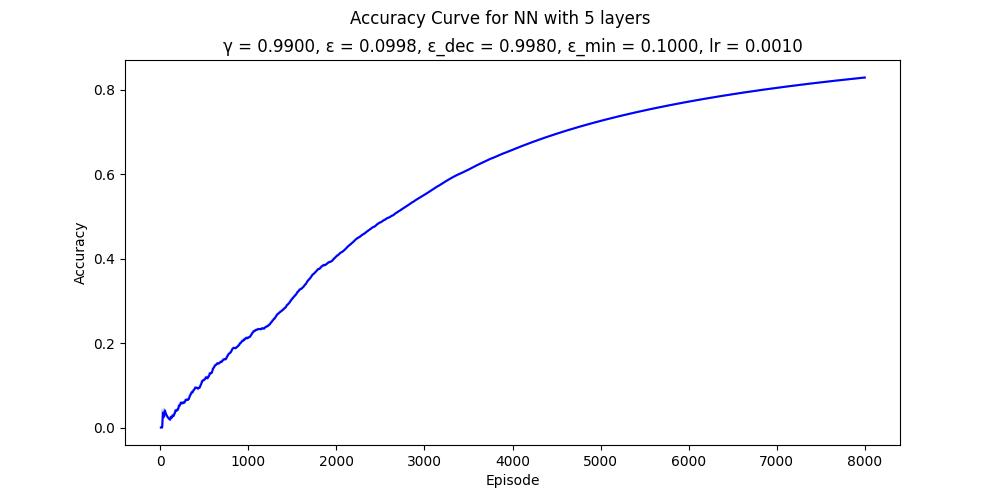 Accuracy Curve for NN with 5 layers
γ = 0.9900, ε = 0.0998, ε_dec = 0.9980, ε_min = 0.1000, lr = 0.0010
Accuracy
0.8
0.6
0.4
0.2
0.0
0 1000 2000 3000 4000 5000 6000 7000 8000
Episode